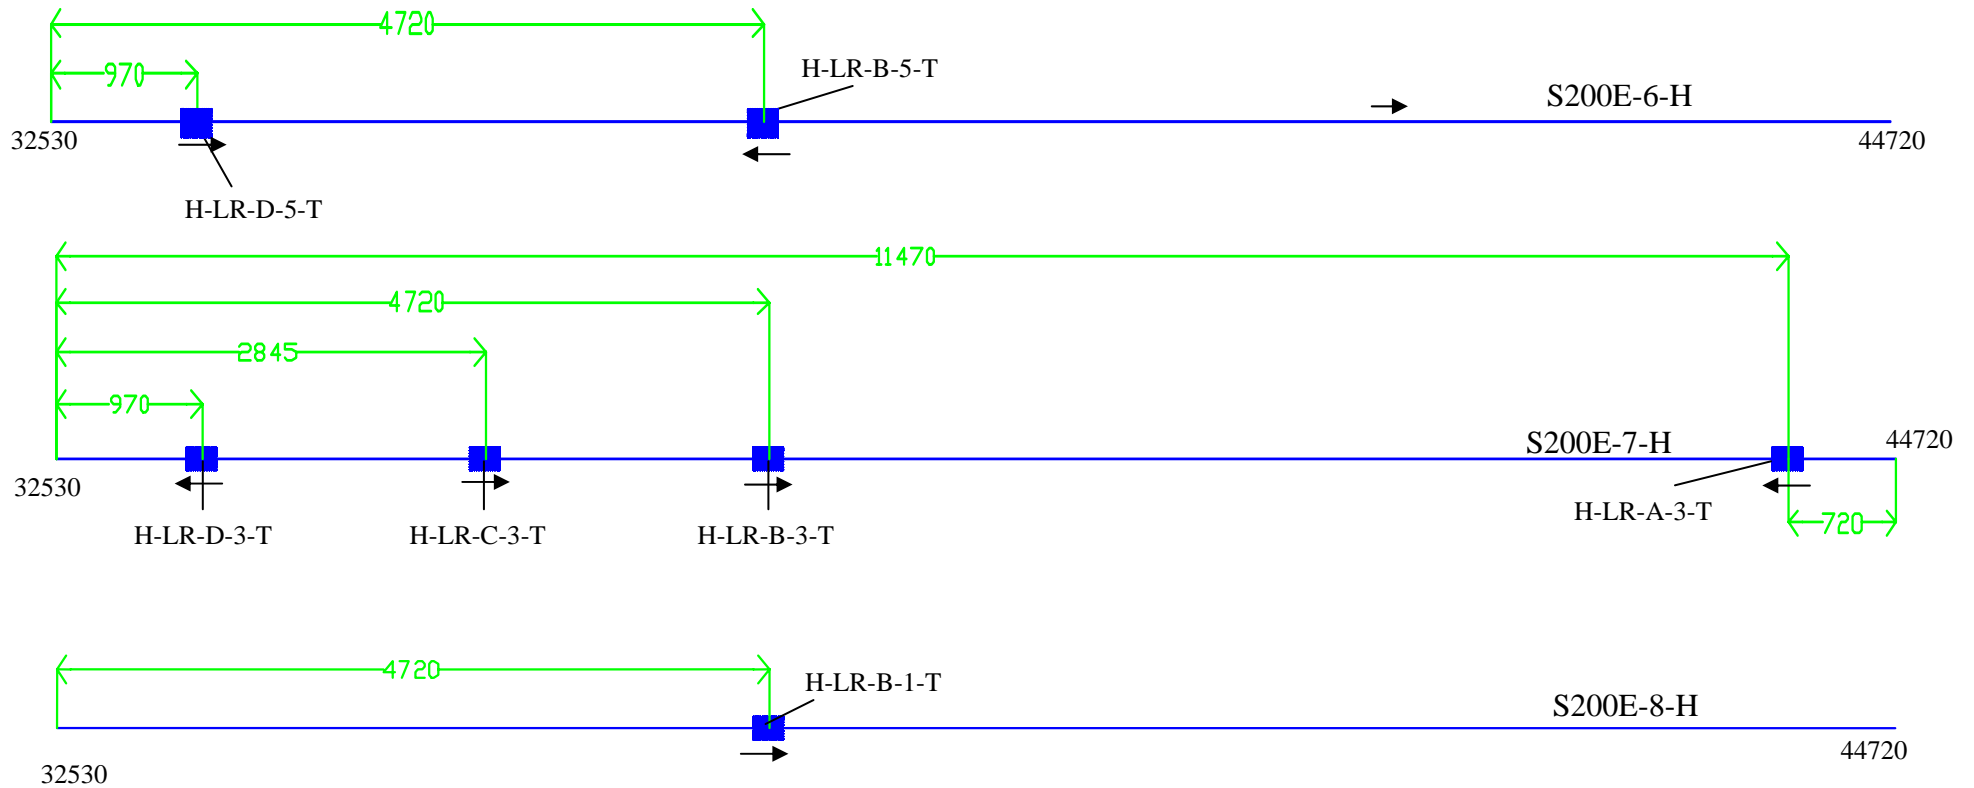 4720
970
H-LR-B-5-T
S200E-6-H
32530
44720
H-LR-D-5-T
11470
4720
2845
970
S200E-7-H
44720
32530
H-LR-A-3-T
720
H-LR-D-3-T
H-LR-C-3-T
H-LR-B-3-T
4720
H-LR-B-1-T
S200E-8-H
44720
32530